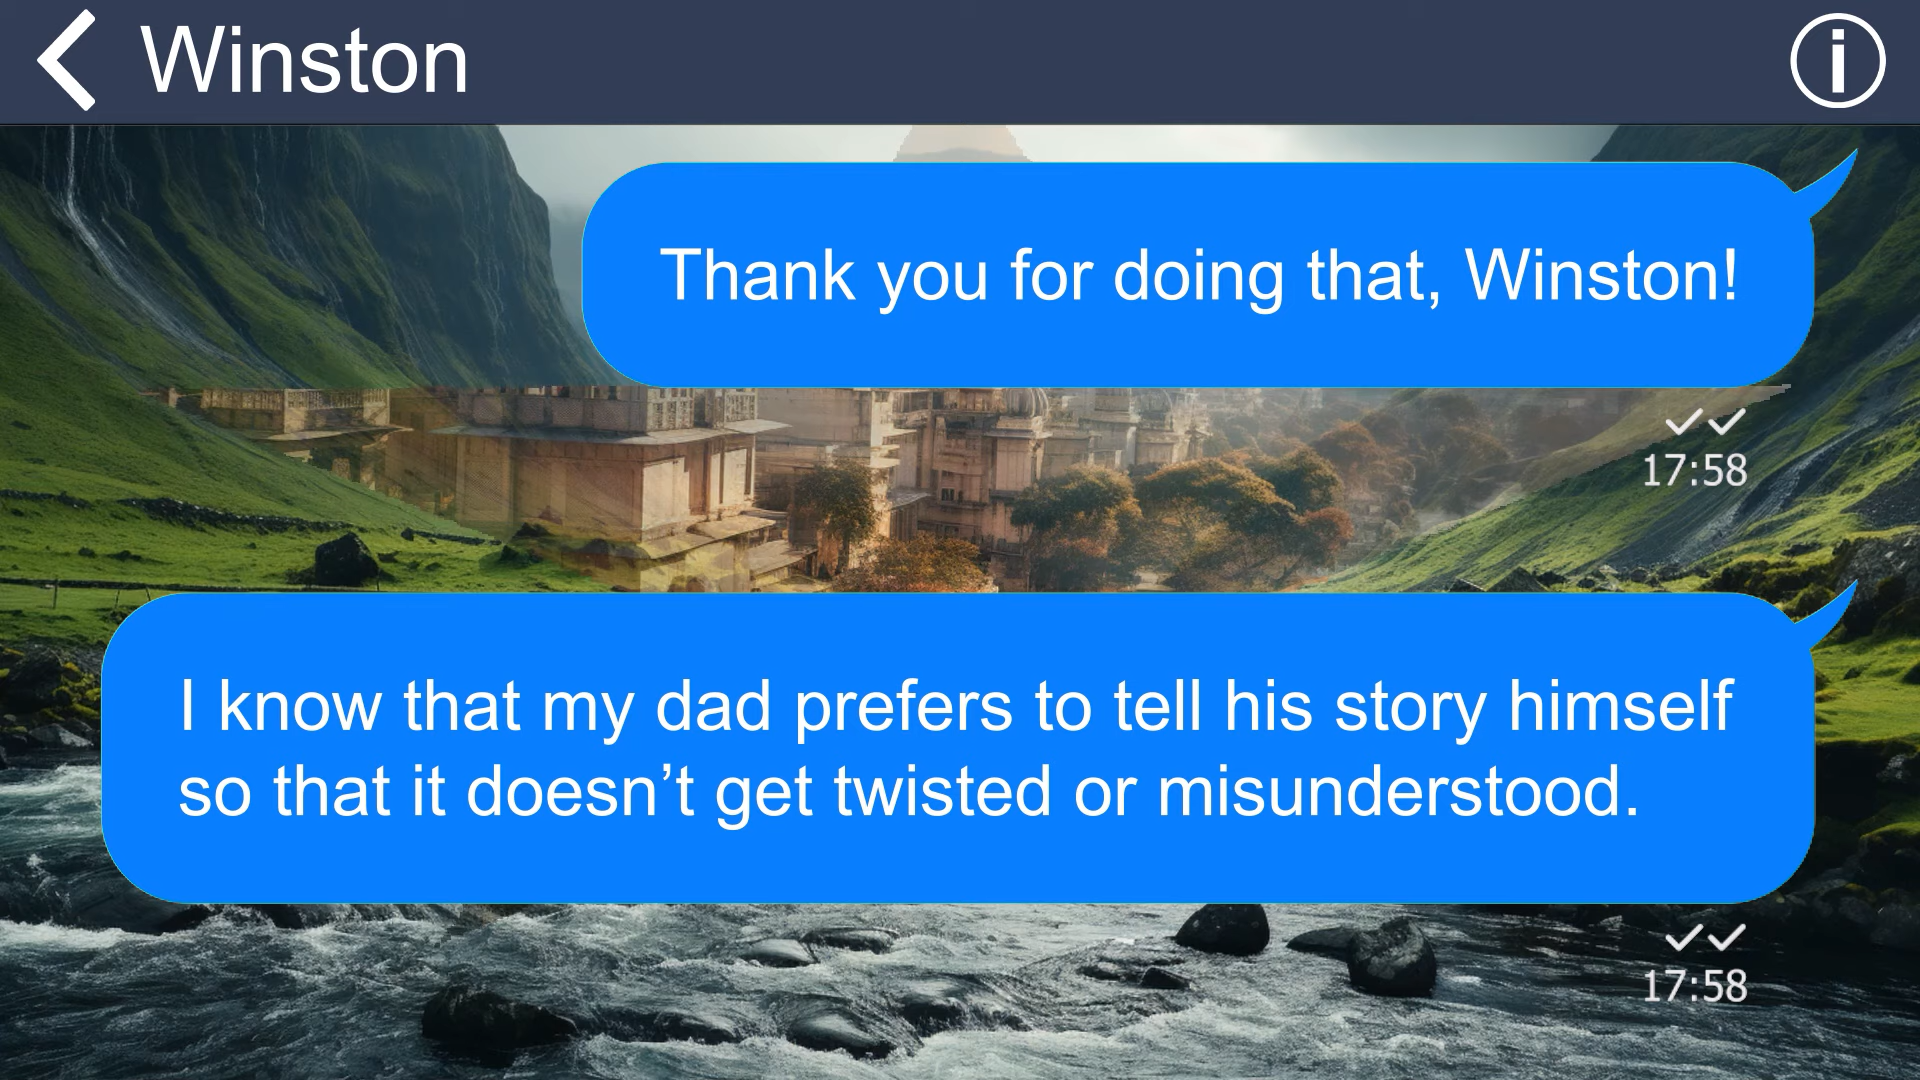 Winston
Thank you for doing that, Winston!
17:58
I know that my dad prefers to tell his story himself
so that it doesn’t get twisted or misunderstood.
17:58